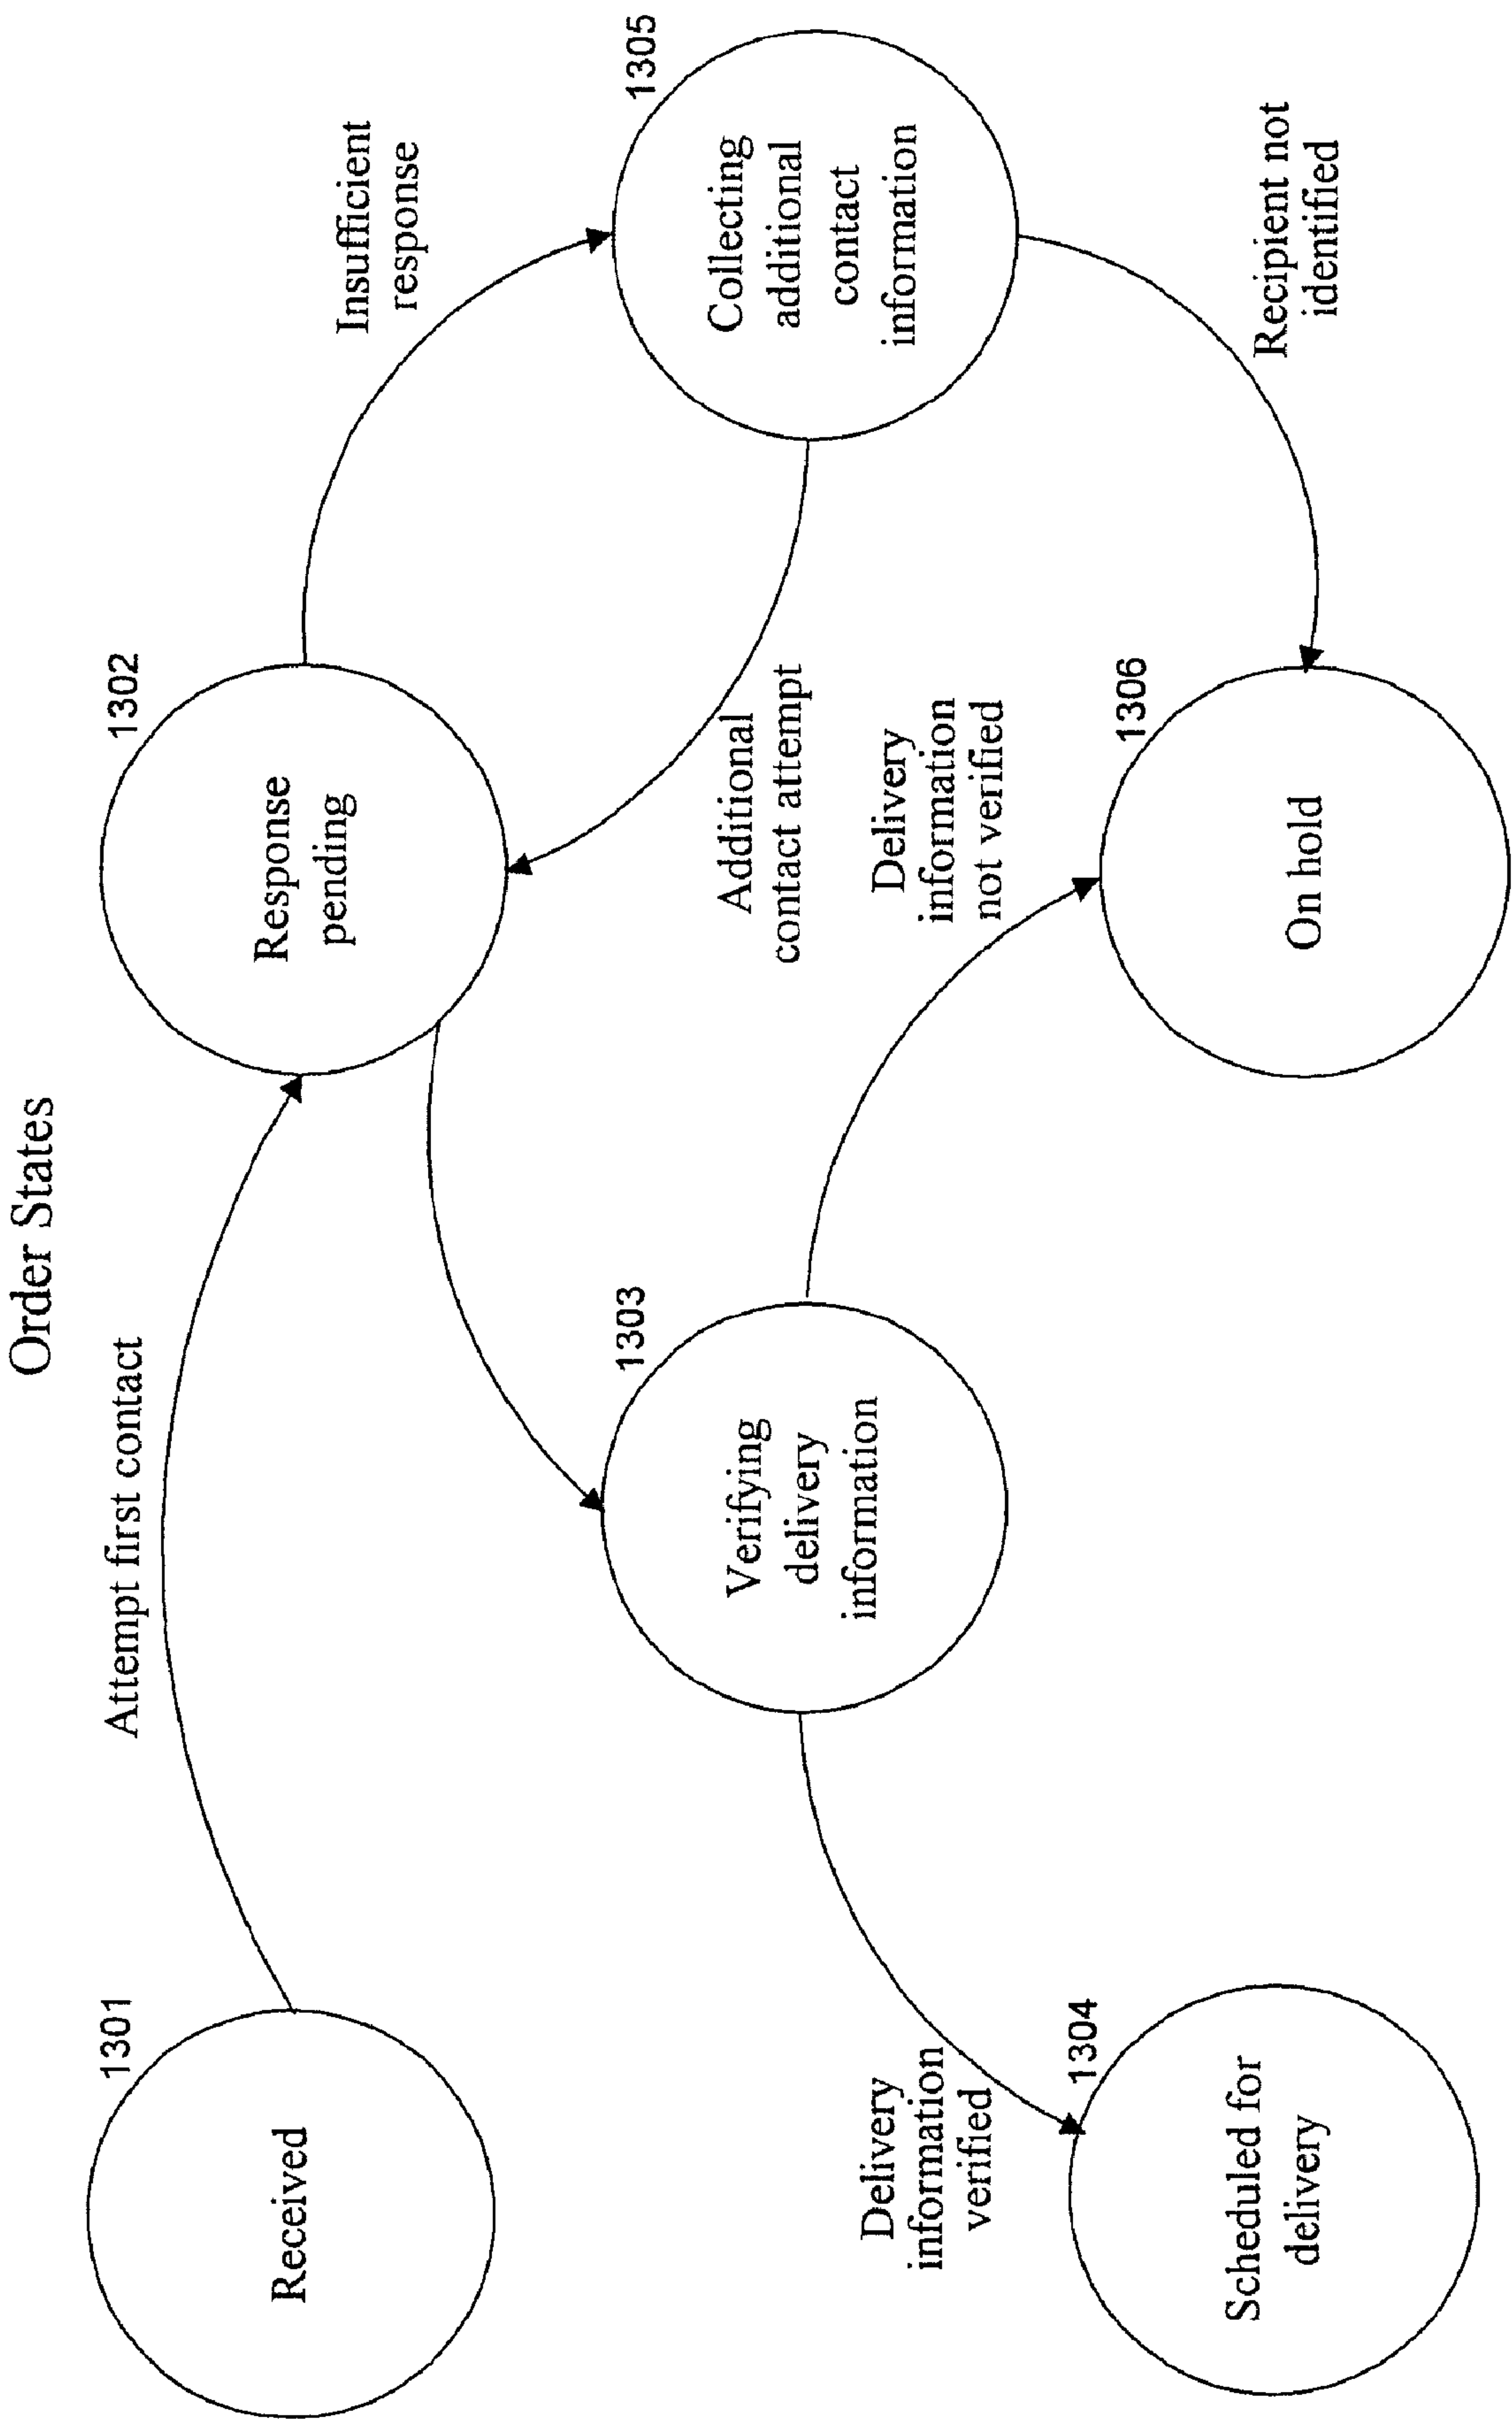 Order States
1301
Received
Attempt first contact
1302
Response
pending
Insufficient
response
1305
Collecting
additional
contact
information
Additional
contact attempt
1303
Verifying
delivery
information
Delivery
information
verified
1304
Scheduled for
delivery
Delivery
information
not verified
1306
On hold
Recipient not
identified